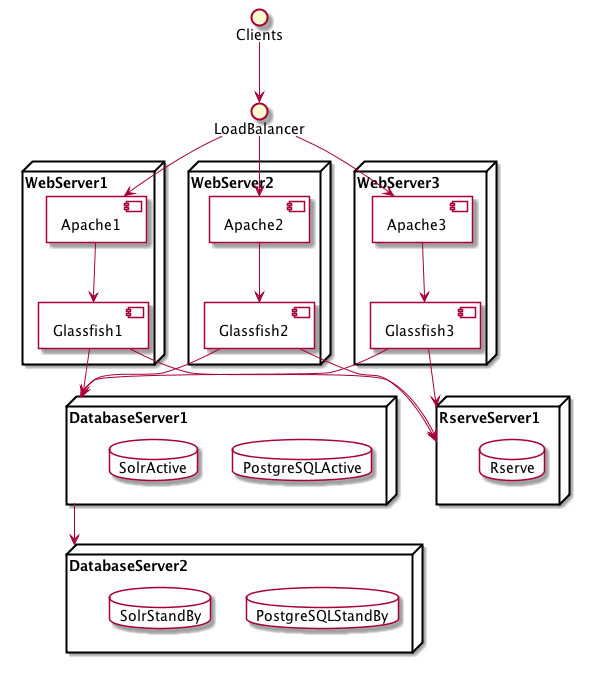 Clients
LoadBalancer
WebServer1
WebServer2
WebServer3
Apache1
Apache2
Apache3
Glassfish1
Glassfish2
Glassfish3
DatabaseServer1
RserveServer1
SolrActive
PostgreSQLActive
Rserve
DatabaseServer2
SolrStandBy
PostgreSQLStandBy